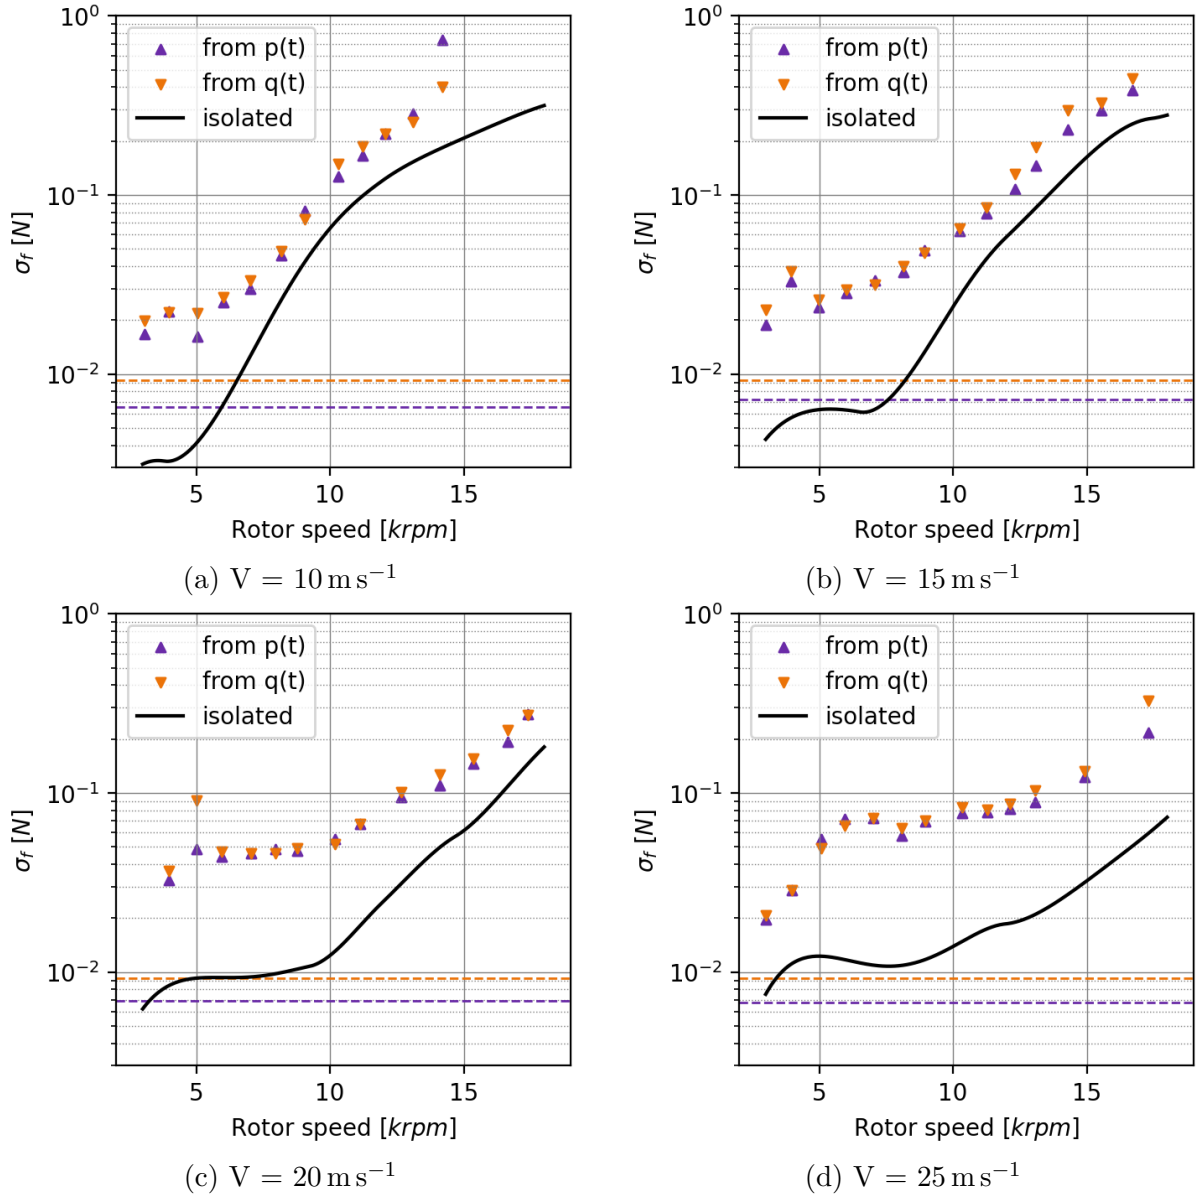 10⁰
10⁻¹
10⁻²
σ_f [N]
from p(t)
from q(t)
isolated
5 10 15
Rotor speed [krpm]
(a) V = 10 m s⁻¹
10⁰
10⁻¹
10⁻²
σ_f [N]
from p(t)
from q(t)
isolated
5 10 15
Rotor speed [krpm]
(b) V = 15 m s⁻¹
10⁰
10⁻¹
10⁻²
σ_f [N]
from p(t)
from q(t)
isolated
5 10 15
Rotor speed [krpm]
(c) V = 20 m s⁻¹
10⁰
10⁻¹
10⁻²
σ_f [N]
from p(t)
from q(t)
isolated
5 10 15
Rotor speed [krpm]
(d) V = 25 m s⁻¹